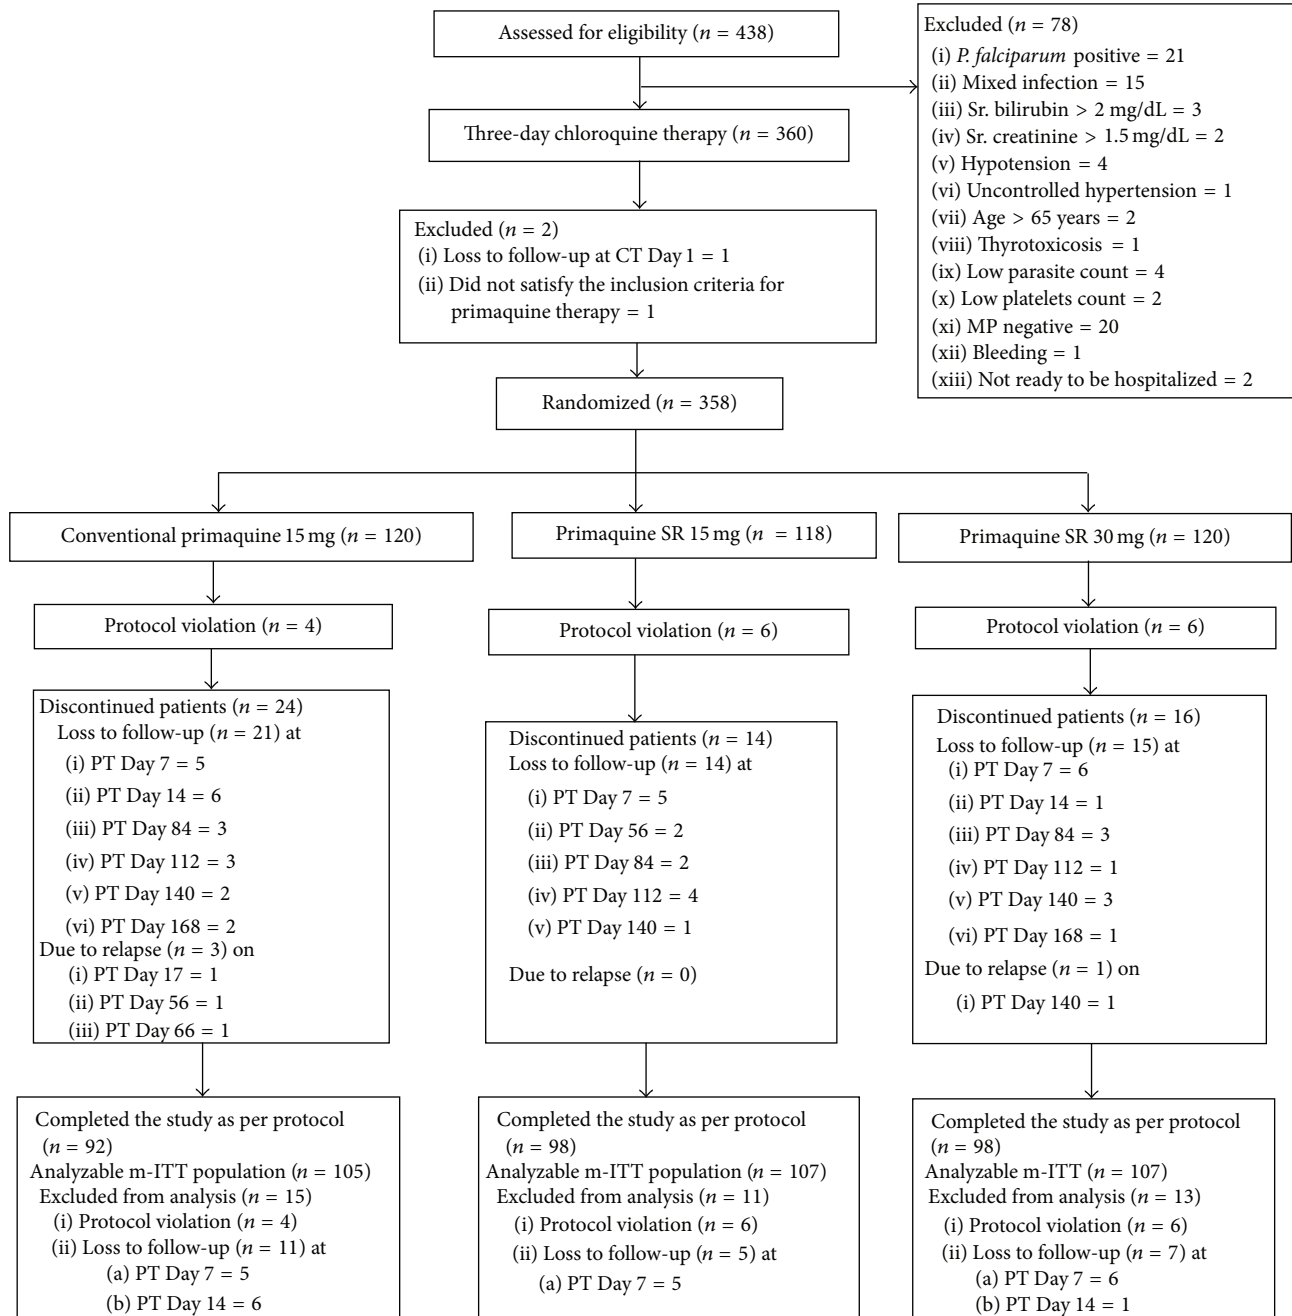 Assessed for eligibility (n = 438)
Excluded (n = 78)
(i) P. falciparum positive = 21
(ii) Mixed infection = 15
(iii) Sr. bilirubin > 2 mg/dL = 3
(iv) Sr. creatinine > 1.5 mg/dL = 2
(v) Hypotension = 4
(vi) Uncontrolled hypertension = 1
(vii) Age > 65 years = 2
(viii) Thyrotoxicosis = 1
(ix) Low parasite count = 4
(x) Low platelets count = 2
(xi) MP negative = 20
(xii) Bleeding = 1
(xiii) Not ready to be hospitalized = 2
Three-day chloroquine therapy (n = 360)
Excluded (n = 2)
(i) Loss to follow-up at CT Day 1 = 1
(ii) Did not satisfy the inclusion criteria for
primaquine therapy = 1
Randomized (n = 358)
Conventional primaquine 15 mg (n = 120)
Protocol violation (n = 4)
Discontinued patients (n = 24)
Loss to follow-up (n = 21) at
(i) PT Day 7 = 5
(ii) PT Day 14 = 6
(iii) PT Day 84 = 3
(iv) PT Day 112 = 3
(v) PT Day 140 = 2
(vi) PT Day 168 = 2
Due to relapse (n = 3) on
(i) PT Day 17 = 1
(ii) PT Day 56 = 1
(iii) PT Day 66 = 1
Completed the study as per protocol
(n = 92)
Analyzable m-ITT population (n = 105)
Excluded from analysis (n = 15)
(i) Protocol violation (n = 4)
(ii) Loss to follow-up (n = 11) at
(a) PT Day 7 = 5
(b) PT Day 14 = 6
Primaquine SR 15 mg (n = 118)
Protocol violation (n = 6)
Discontinued patients (n = 14)
Loss to follow-up (n = 14) at
(i) PT Day 7 = 5
(ii) PT Day 56 = 2
(iii) PT Day 84 = 2
(iv) PT Day 112 = 4
(v) PT Day 140 = 1
Due to relapse (n = 0)
Completed the study as per protocol
(n = 98)
Analyzable m-ITT population (n = 107)
Excluded from analysis (n = 11)
(i) Protocol violation (n = 6)
(ii) Loss to follow-up (n = 5) at
(a) PT Day 7 = 5
Primaquine SR 30 mg (n = 120)
Protocol violation (n = 6)
Discontinued patients (n = 16)
Loss to follow-up (n = 15) at
(i) PT Day 7 = 6
(ii) PT Day 14 = 1
(iii) PT Day 84 = 3
(iv) PT Day 112 = 1
(v) PT Day 140 = 3
(vi) PT Day 168 = 1
Due to relapse (n = 1) on
(i) PT Day 140 = 1
Completed the study as per protocol
(n = 98)
Analyzable m-ITT (n = 107)
Excluded from analysis (n = 13)
(i) Protocol violation (n = 6)
(ii) Loss to follow-up (n = 7) at
(a) PT Day 7 = 6
(b) PT Day 14 = 1